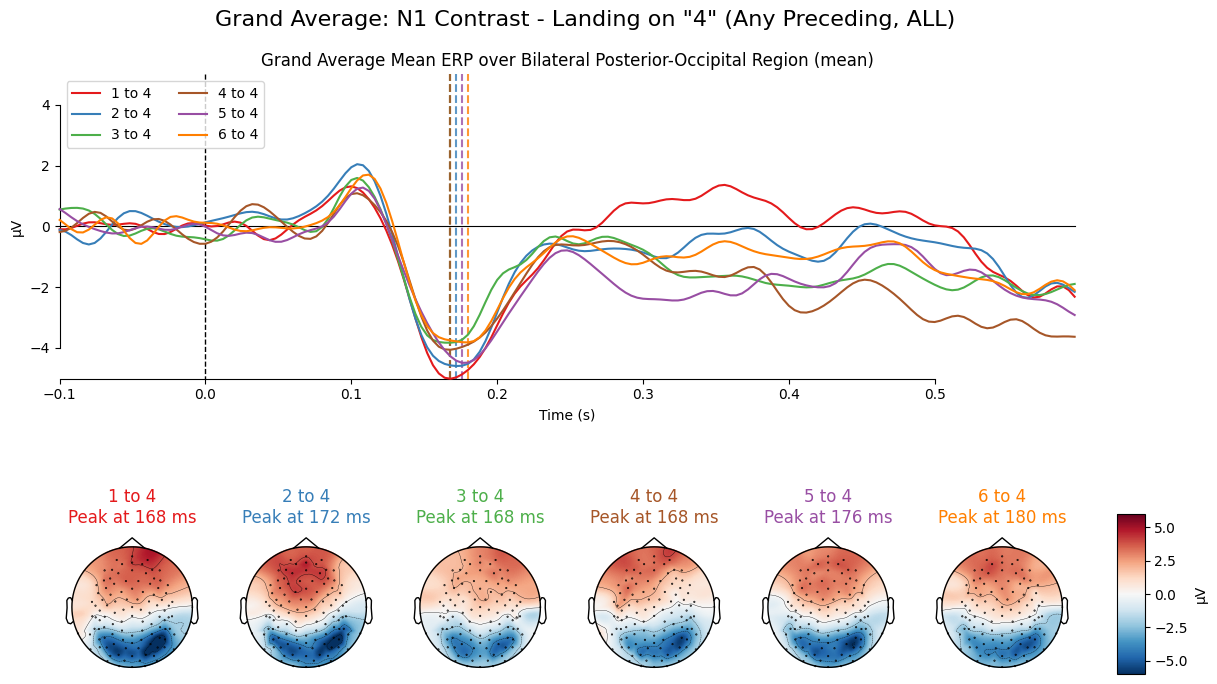 Grand Average: N1 Contrast - Landing on "4" (Any Preceding, ALL)
Grand Average Mean ERP over Bilateral Posterior-Occipital Region (mean)
1 to 4
2 to 4
3 to 4
4 to 4
5 to 4
6 to 4
4
2
0
−2
−4
µV
−0.1
0.0
0.1
0.2
0.3
0.4
0.5
Time (s)
1 to 4
Peak at 168 ms
2 to 4
Peak at 172 ms
3 to 4
Peak at 168 ms
4 to 4
Peak at 168 ms
5 to 4
Peak at 176 ms
6 to 4
Peak at 180 ms
5.0
2.5
0.0
−2.5
−5.0
µV